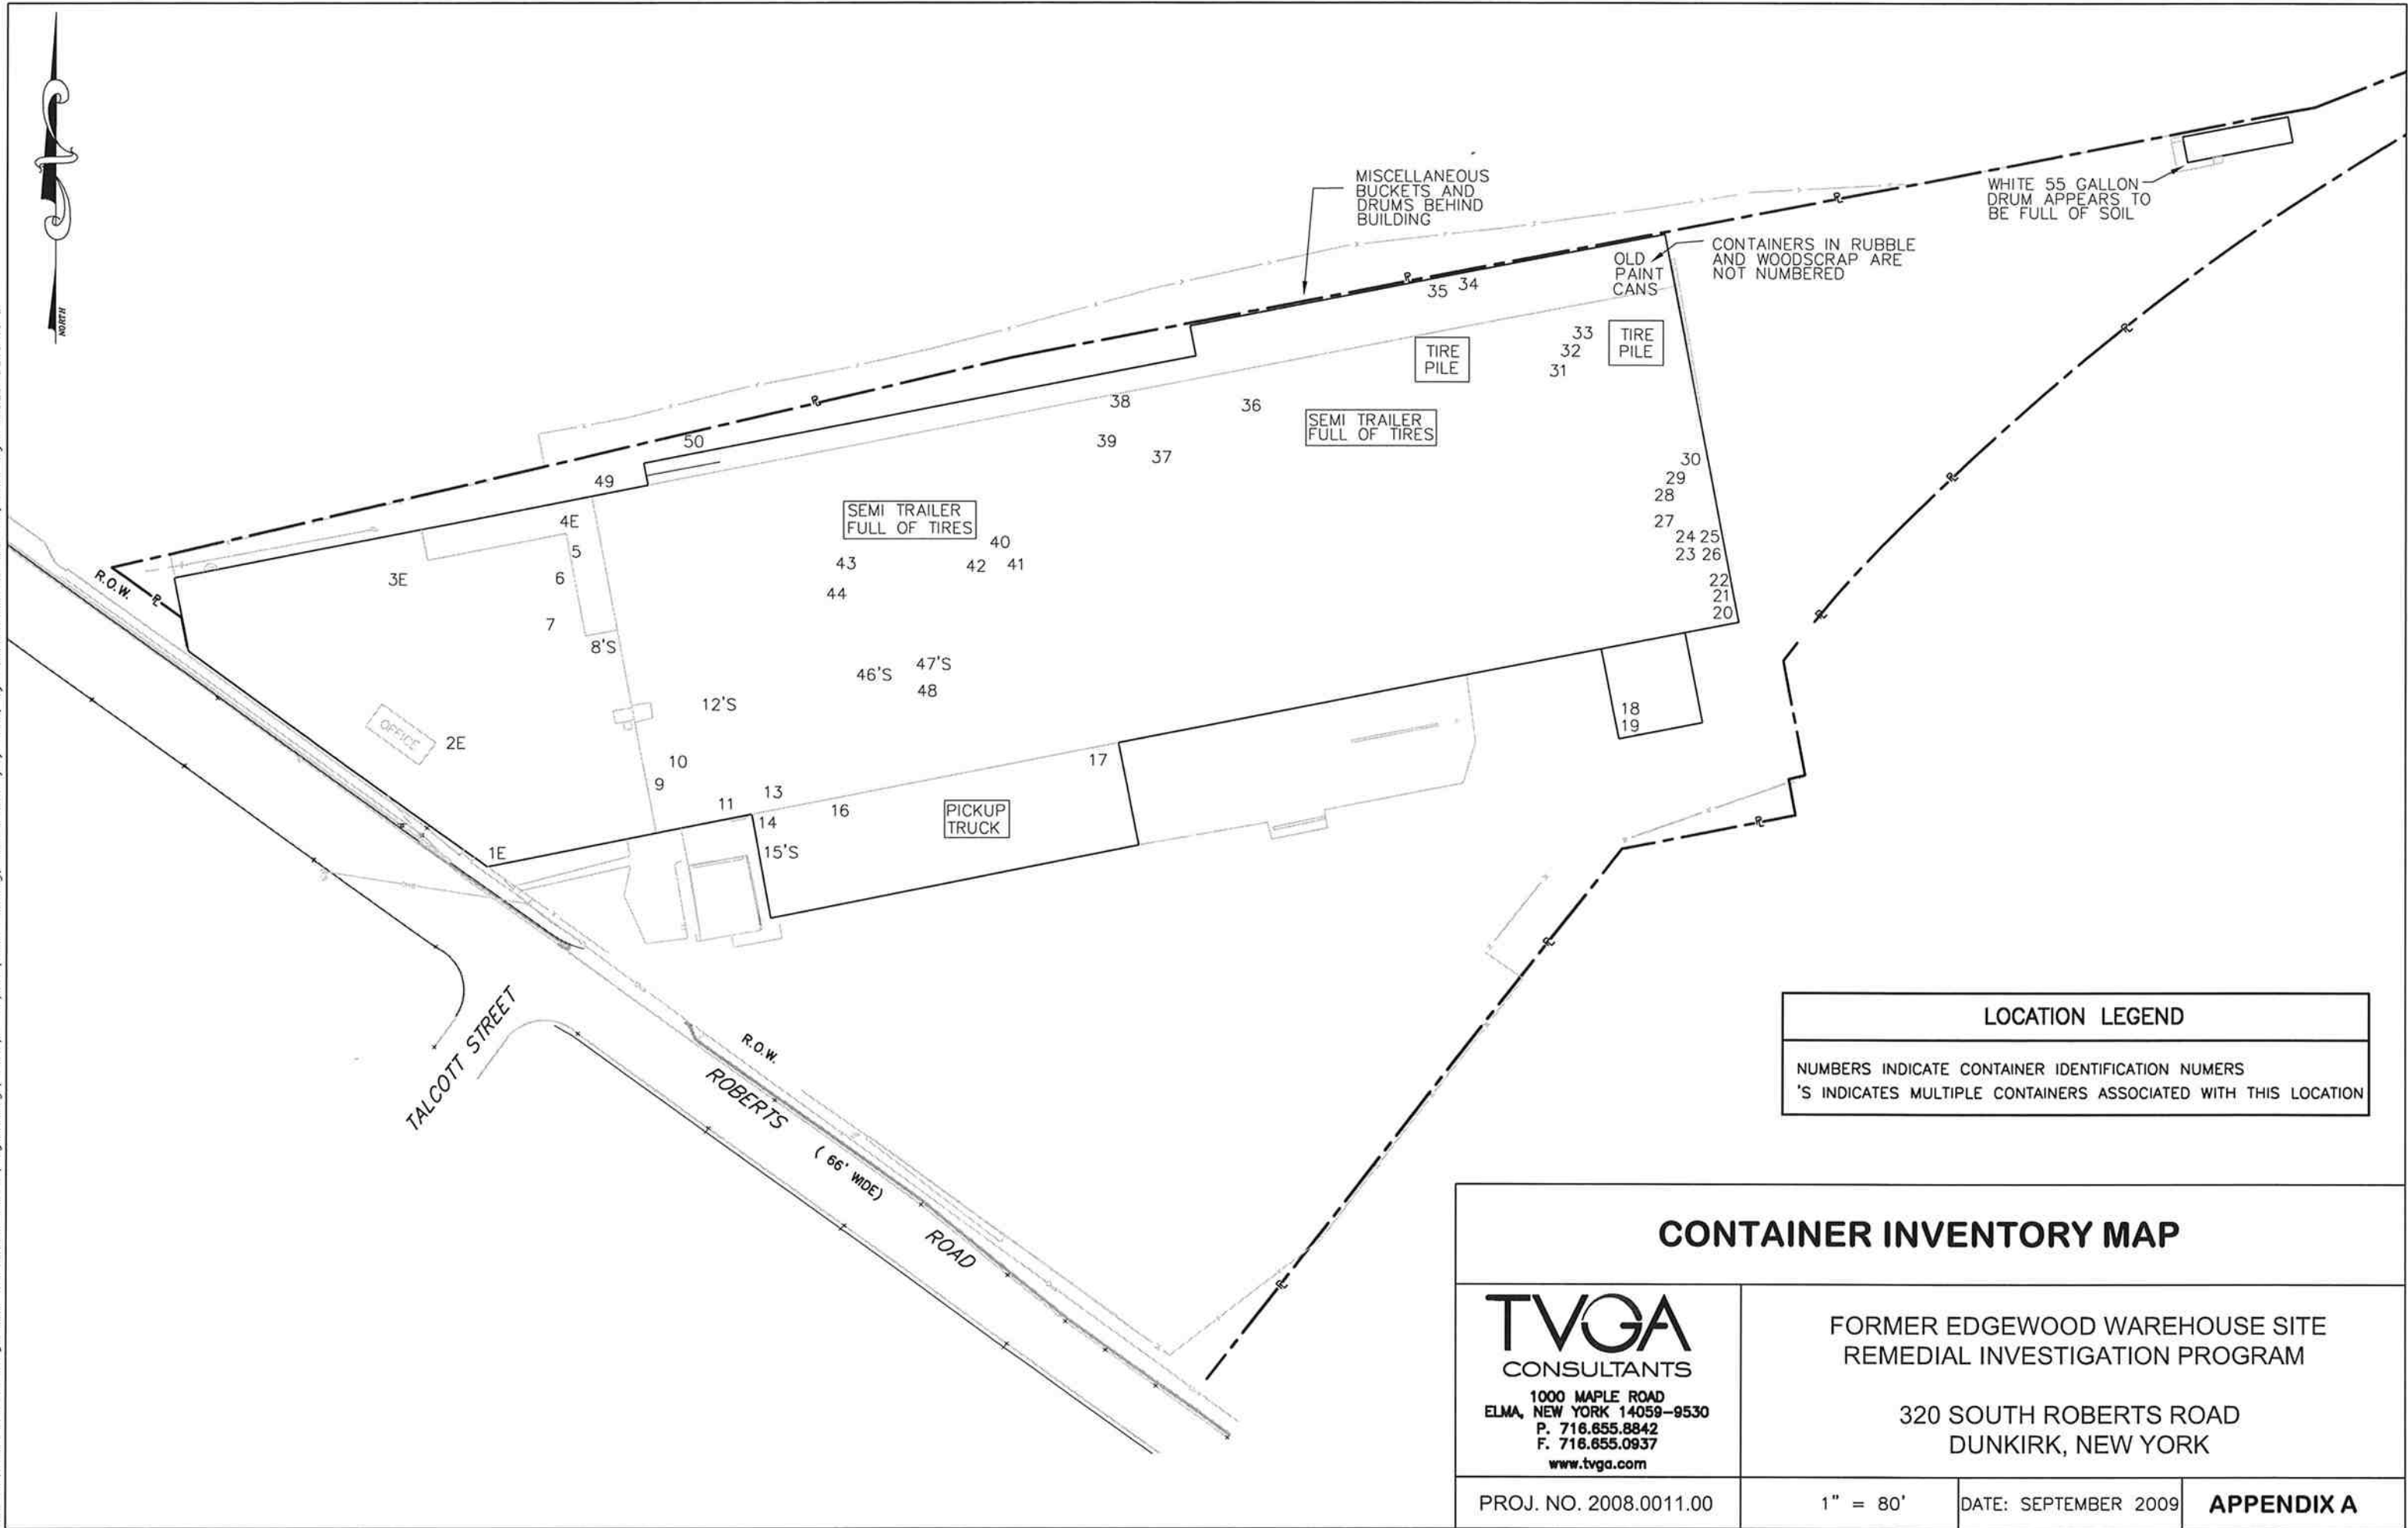 NORTH
MISCELLANEOUS
BUCKETS AND
DRUMS BEHIND
BUILDING
WHITE 55 GALLON
DRUM APPEARS TO
BE FULL OF SOIL
CONTAINERS IN RUBBLE
AND WOODSCRAP ARE
NOT NUMBERED
OLD
PAINT
CANS
35 34
33
32
31
TIRE
PILE
TIRE
PILE
38
36
SEMI TRAILER
FULL OF TIRES
39
37
50
49
30
29
28
27
24 25
23 26
22
21
20
SEMI TRAILER
FULL OF TIRES
4E
5
6
3E
7
8'S
40
43
42 41
44
46'S
47'S
48
12'S
R.O.W.
OFFICE
2E
10
9
18
19
17
13
11
16
14
15'S
PICKUP
TRUCK
1E
TALCOTT STREET
R.O.W.
ROBERTS
( 66' WIDE)
ROAD
LOCATION LEGEND
NUMBERS INDICATE CONTAINER IDENTIFICATION NUMERS
'S INDICATES MULTIPLE CONTAINERS ASSOCIATED WITH THIS LOCATION
CONTAINER INVENTORY MAP
TVGA
CONSULTANTS
1000 MAPLE ROAD
ELMA, NEW YORK 14059-9530
P. 716.655.8842
F. 716.655.0937
www.tvga.com
FORMER EDGEWOOD WAREHOUSE SITE
REMEDIAL INVESTIGATION PROGRAM
320 SOUTH ROBERTS ROAD
DUNKIRK, NEW YORK
PROJ. NO. 2008.0011.00
1" = 80'
DATE: SEPTEMBER 2009
APPENDIX A